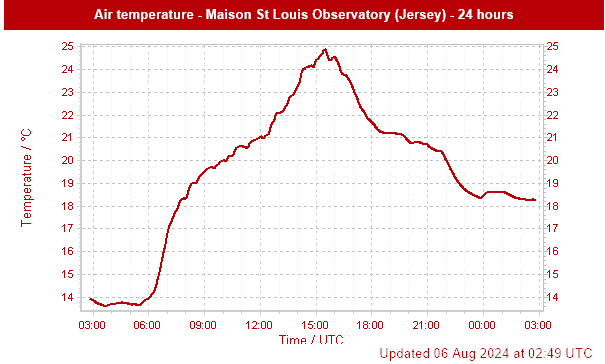 Air temperature - Maison St Louis Observatory (Jersey) - 24 hours
Temperature / °C
25 25
24 24
23 23
22 22
21 21
20 20
19 19
18 18
17 17
16 16
15 15
14 14
03:00 06:00 09:00 12:00 15:00 18:00 21:00 00:00 03:00
Time / UTC
Updated 06 Aug 2024 at 02:49 UTC